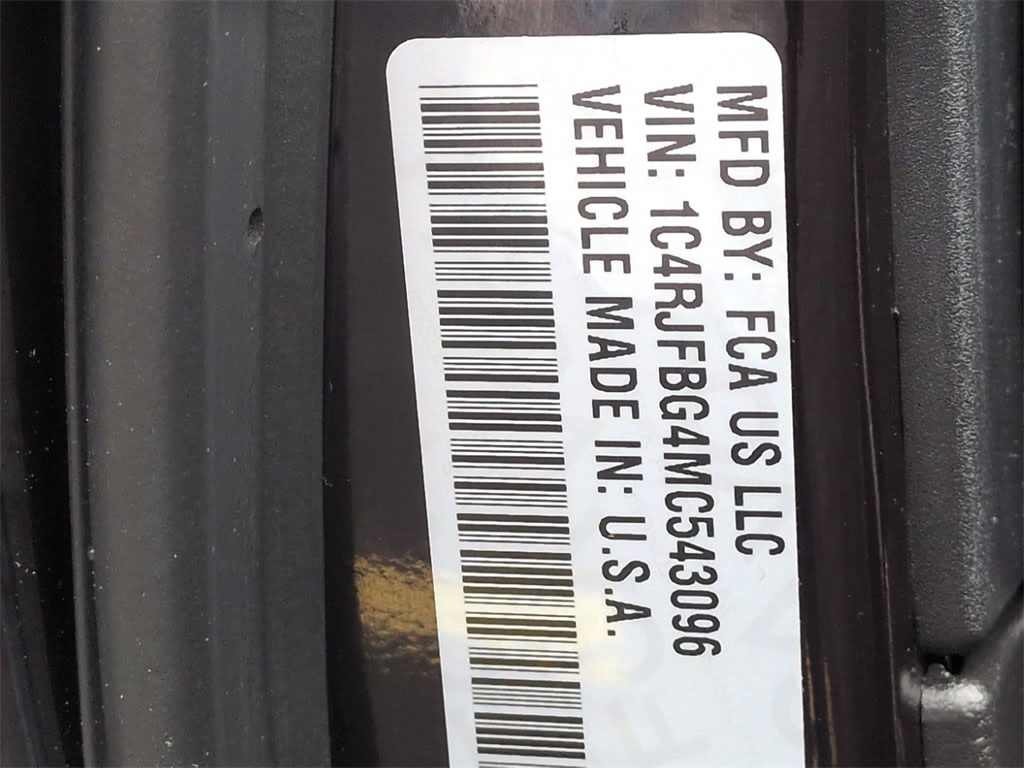 MFD BY: FCA US LLC
VIN: 1C4RJFBG4MC543096
VEHICLE MADE IN: U.S.A.